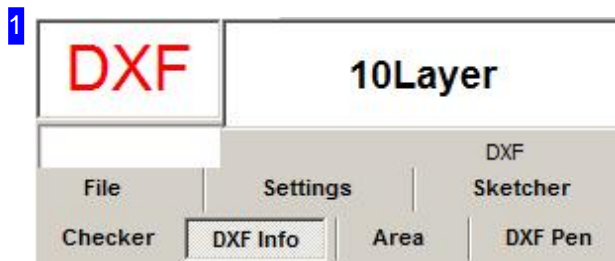 1
DXF 10Layer
DXF
File Settings Sketcher
Checker DXF Info Area DXF Pen